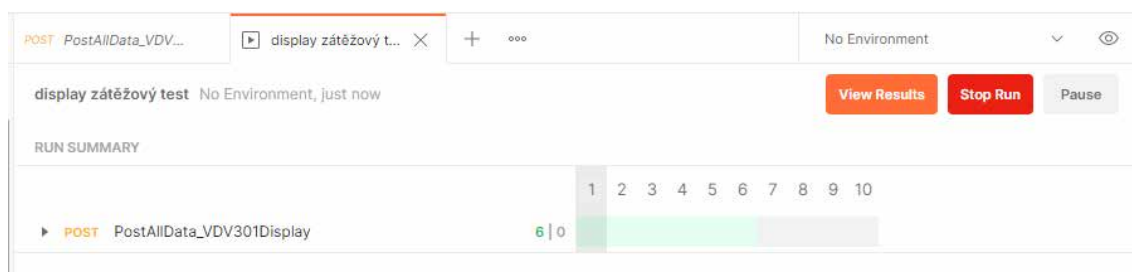 POST PostAllData_VDV... display zátěžový t... No Environment
display zátěžový test No Environment, just now View Results Stop Run Pause
RUN SUMMARY
1 2 3 4 5 6 7 8 9 10
POST PostAllData_VDV301Display 6 | 0